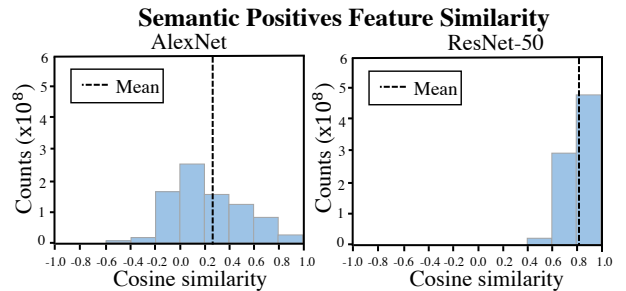 Semantic Positives Feature Similarity
AlexNet
Counts (x10⁸)
6
5
4
3
2
1
0
Mean
-1.0 -0.8 -0.6 -0.4 -0.2 0.0 0.2 0.4 0.6 0.8 1.0
Cosine similarity
ResNet-50
Counts (x10⁸)
6
5
4
3
2
1
0
Mean
-1.0 -0.8 -0.6 -0.4 -0.2 0.0 0.2 0.4 0.6 0.8 1.0
Cosine similarity